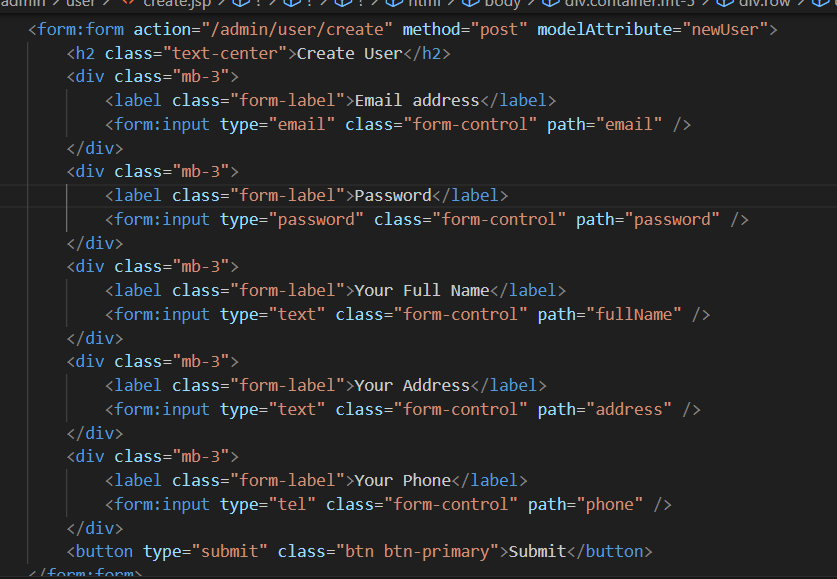 admin > user > <> create.jsp > ! > ! > ! > html > body > div.container.mt-5 > div.row >
<form:form action="/admin/user/create" method="post" modelAttribute="newUser">
<h2 class="text-center">Create User</h2>
<div class="mb-3">
<label class="form-label">Email address</label>
<form:input type="email" class="form-control" path="email" />
</div>
<div class="mb-3">
<label class="form-label">Password</label>
<form:input type="password" class="form-control" path="password" />
</div>
<div class="mb-3">
<label class="form-label">Your Full Name</label>
<form:input type="text" class="form-control" path="fullName" />
</div>
<div class="mb-3">
<label class="form-label">Your Address</label>
<form:input type="text" class="form-control" path="address" />
</div>
<div class="mb-3">
<label class="form-label">Your Phone</label>
<form:input type="tel" class="form-control" path="phone" />
</div>
<button type="submit" class="btn btn-primary">Submit</button>
</form:form>